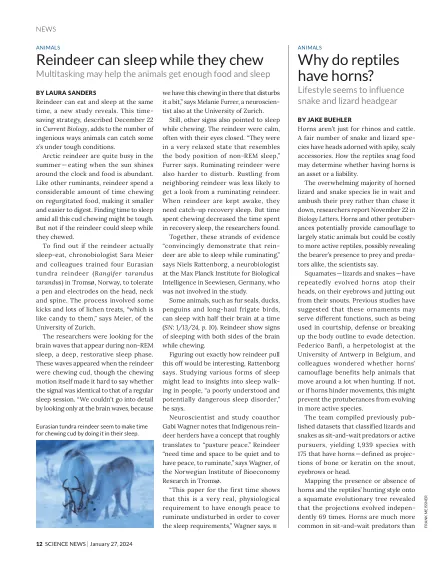 NEWS
ANIMALS
Reindeer can sleep while they chew
Multitasking may help the animals get enough food and sleep
BY LAURA SANDERS
Reindeer can eat and sleep at the same
time, a new study reveals. This time-
saving strategy, described December 22
in Current Biology, adds to the number of
ingenious ways animals can catch some
z's under tough conditions.
Arctic reindeer are quite busy in the
summer — eating when the sun shines
around the clock and food is abundant.
Like other ruminants, reindeer spend a
considerable amount of time chewing
on regurgitated food, making it smaller
and easier to digest. Finding time to sleep
amid all this cud chewing might be tough.
But not if the reindeer could sleep while
they chewed.
To find out if the reindeer actually
sleep-eat, chronobiologist Sara Meier
and colleagues trained four Eurasian
tundra reindeer (Rangifer tarandus
tarandus) in Tromsø, Norway, to tolerate
a pen and electrodes on the head, neck
and spine. The process involved some
kicks and lots of lichen treats, "which is
like candy to them," says Meier, of the
University of Zurich.
The researchers were looking for the
brain waves that appear during non-REM
sleep, a deep, restorative sleep phase.
These waves appeared when the reindeer
were chewing cud, though the chewing
motion itself made it hard to say whether
the signal was identical to that of a regular
sleep session. "We couldn't go into detail
by looking only at the brain waves, because
Eurasian tundra reindeer seem to make time
for chewing cud by doing it in their sleep.
we have this chewing in there that disturbs
it a bit," says Melanie Furrer, a neuroscien-
tist also at the University of Zurich.
Still, other signs also pointed to sleep
while chewing. The reindeer were calm,
often with their eyes closed. "They were
in a very relaxed state that resembles
the body position of non-REM sleep,"
Furrer says. Ruminating reindeer were
also harder to disturb. Rustling from
neighboring reindeer was less likely to
get a look from a ruminating reindeer.
When reindeer are kept awake, they
need catch-up recovery sleep. But time
spent chewing decreased the time spent
in recovery sleep, the researchers found.
Together, these strands of evidence
"convincingly demonstrate that rein-
deer are able to sleep while ruminating,"
says Niels Rattenborg, a neurobiologist
at the Max Planck Institute for Biological
Intelligence in Seewiesen, Germany, who
was not involved in the study.
Some animals, such as for seals, ducks,
penguins and long-haul frigate birds,
can sleep with half their brain at a time
(SN: 1/13/24, p. 10). Reindeer show signs
of sleeping with both sides of the brain
while chewing.
Figuring out exactly how reindeer pull
this off would be interesting, Rattenborg
says. Studying various forms of sleep
might lead to insights into sleep walk-
ing in people, "a poorly understood and
potentially dangerous sleep disorder,"
he says.
Neuroscientist and study coauthor
Gabi Wagner notes that Indigenous rein-
deer herders have a concept that roughly
translates to "pasture peace." Reindeer
"need time and space to be quiet and to
have peace, to ruminate," says Wagner, of
the Norwegian Institute of Bioeconomy
Research in Tromsø.
"This paper for the first time shows
that this is a very real, physiological
requirement to have enough peace to
ruminate undisturbed in order to cover
the sleep requirements," Wagner says.
ANIMALS
Why do reptiles
have horns?
Lifestyle seems to influence
snake and lizard headgear
BY JAKE BUEHLER
Horns aren't just for rhinos and cattle.
A fair number of snake and lizard spe-
cies have heads adorned with spiky, scaly
accessories. How the reptiles snag food
may determine whether having horns is
an asset or a liability.
The overwhelming majority of horned
lizard and snake species lie in wait and
ambush their prey rather than chase it
down, researchers report November 22 in
Biology Letters. Horns and other protuber-
ances potentially provide camouflage to
largely static animals but could be costly
to more active reptiles, possibly revealing
the bearer's presence to prey and preda-
tors alike, the scientists say.
Squamates — lizards and snakes — have
repeatedly evolved horns atop their
heads, on their eyebrows and jutting out
from their snouts. Previous studies have
suggested that these ornaments may
serve different functions, such as being
used in courtship, defense or breaking
up the body outline to evade detection.
Federico Banfi, a herpetologist at the
University of Antwerp in Belgium, and
colleagues wondered whether horns'
camouflage benefits help animals that
move around a lot when hunting. If not,
or if horns hinder movements, this might
prevent the protuberances from evolving
in more active species.
The team compiled previously pub-
lished datasets that classified lizards and
snakes as sit-and-wait predators or active
pursuers, yielding 1,939 species with
175 that have horns — defined as projec-
tions of bone or keratin on the snout,
eyebrows or head.
Mapping the presence or absence of
horns and the reptiles' hunting style onto
a squamate evolutionary tree revealed
that the projections evolved indepen-
dently 69 times. Horns are much more
common in sit-and-wait predators than
12 SCIENCE NEWS | January 27, 2024